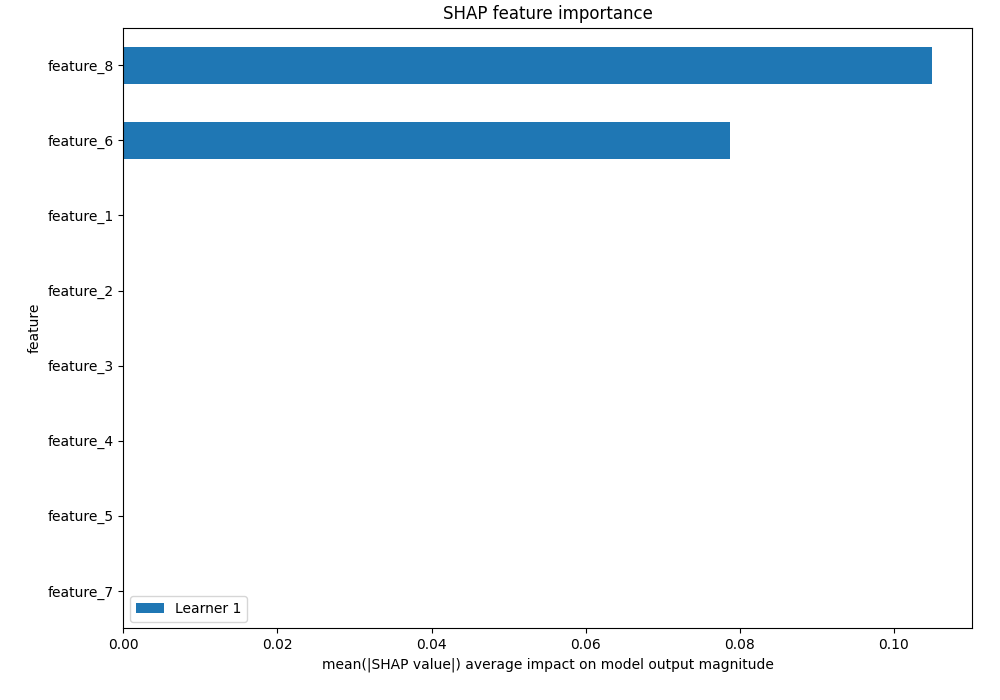 SHAP feature importance
feature_8
feature_6
feature_1
feature_2
feature_3
feature_4
feature_5
feature_7
feature
Learner 1
0.00 0.02 0.04 0.06 0.08 0.10
mean(|SHAP value|) average impact on model output magnitude